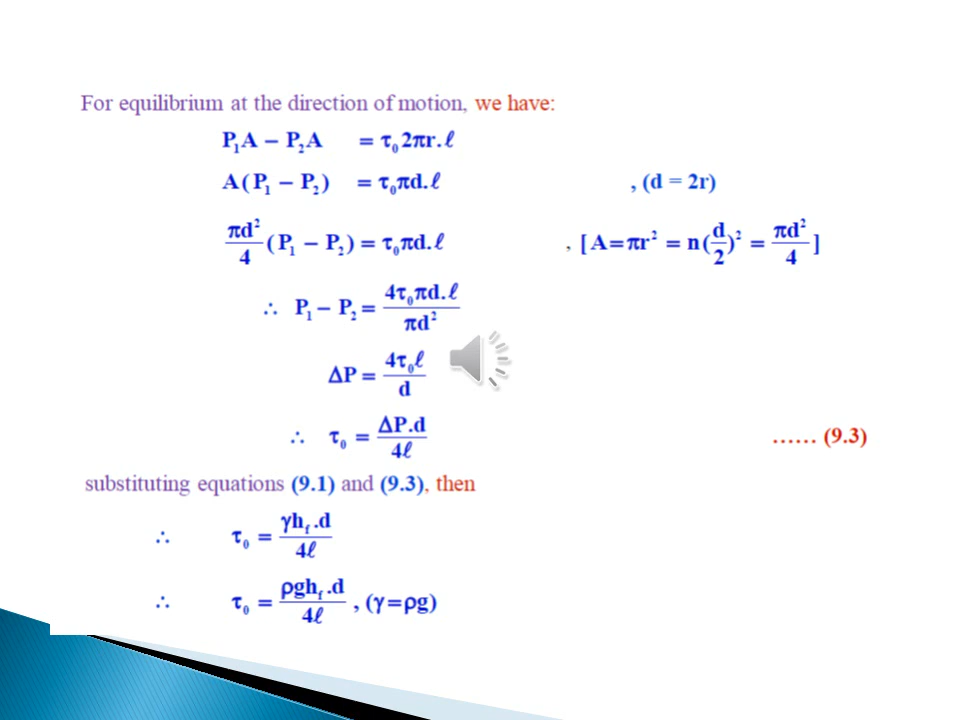 For equilibrium at the direction of motion, we have:
P₁A − P₂A = τ₀2πr.ℓ
A(P₁ − P₂) = τ₀πd.ℓ , (d = 2r)
πd²/4 (P₁ − P₂) = τ₀πd.ℓ , [ A=πr² = n(d/2)² = πd²/4 ]
∴ P₁ − P₂ = 4τ₀πd.ℓ / πd²
ΔP = 4τ₀ℓ / d
∴ τ₀ = ΔP.d / 4ℓ ...... (9.3)
substituting equations (9.1) and (9.3), then
∴ τ₀ = γh_f.d / 4ℓ
∴ τ₀ = ρgh_f.d / 4ℓ , (γ=ρg)